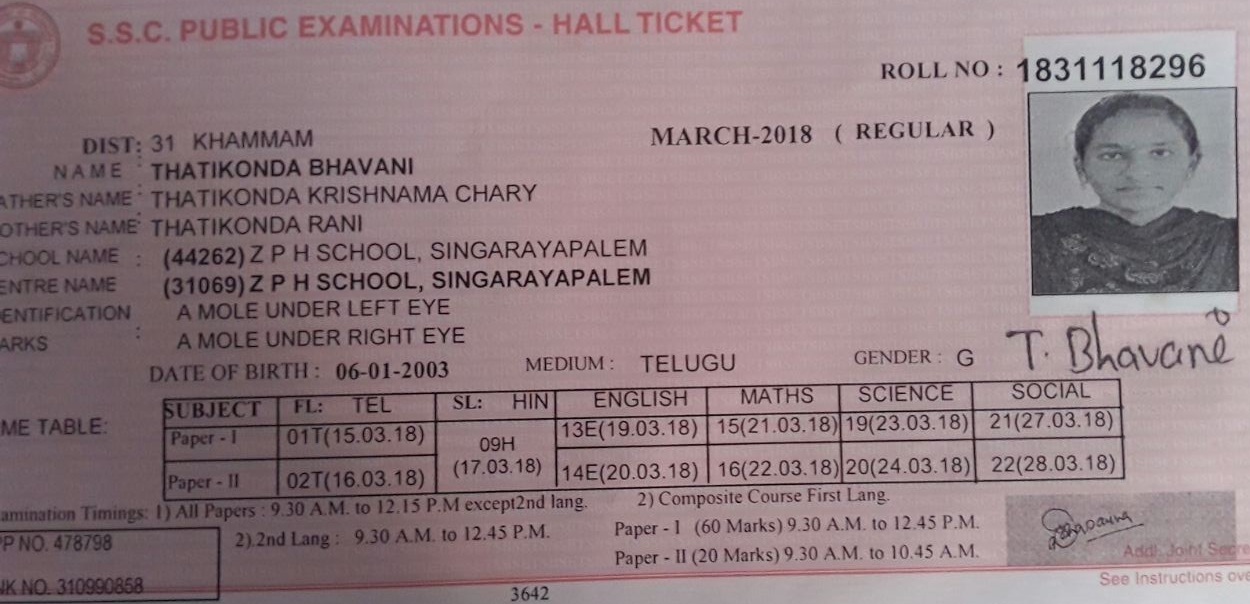 S.S.C. PUBLIC EXAMINATIONS - HALL TICKET
ROLL NO : 1831118296
DIST: 31 KHAMMAM
MARCH-2018 ( REGULAR )
NAME : THATIKONDA BHAVANI
ATHER'S NAME : THATIKONDA KRISHNAMA CHARY
OTHER'S NAME : THATIKONDA RANI
CHOOL NAME : (44262) Z P H SCHOOL, SINGARAYAPALEM
ENTRE NAME : (31069) Z P H SCHOOL, SINGARAYAPALEM
ENTIFICATION A MOLE UNDER LEFT EYE
ARKS : A MOLE UNDER RIGHT EYE
DATE OF BIRTH : 06-01-2003 MEDIUM : TELUGU GENDER : G
T. Bhavani
ME TABLE:
SUBJECT FL: TEL SL: HIN ENGLISH MATHS SCIENCE SOCIAL
Paper - I 01T(15.03.18) 09H (17.03.18) 13E(19.03.18) 15(21.03.18) 19(23.03.18) 21(27.03.18)
Paper - II 02T(16.03.18) 14E(20.03.18) 16(22.03.18) 20(24.03.18) 22(28.03.18)
amination Timings: 1) All Papers : 9.30 A.M. to 12.15 P.M except2nd lang. 2) Composite Course First Lang.
PP NO. 478798
2) 2nd Lang : 9.30 A.M. to 12.45 P.M.
Paper - I (60 Marks) 9.30 A.M. to 12.45 P.M.
Paper - II (20 Marks) 9.30 A.M. to 10.45 A.M.
NK NO. 310990858
Addl. Joint Secre
See Instructions ove
3642